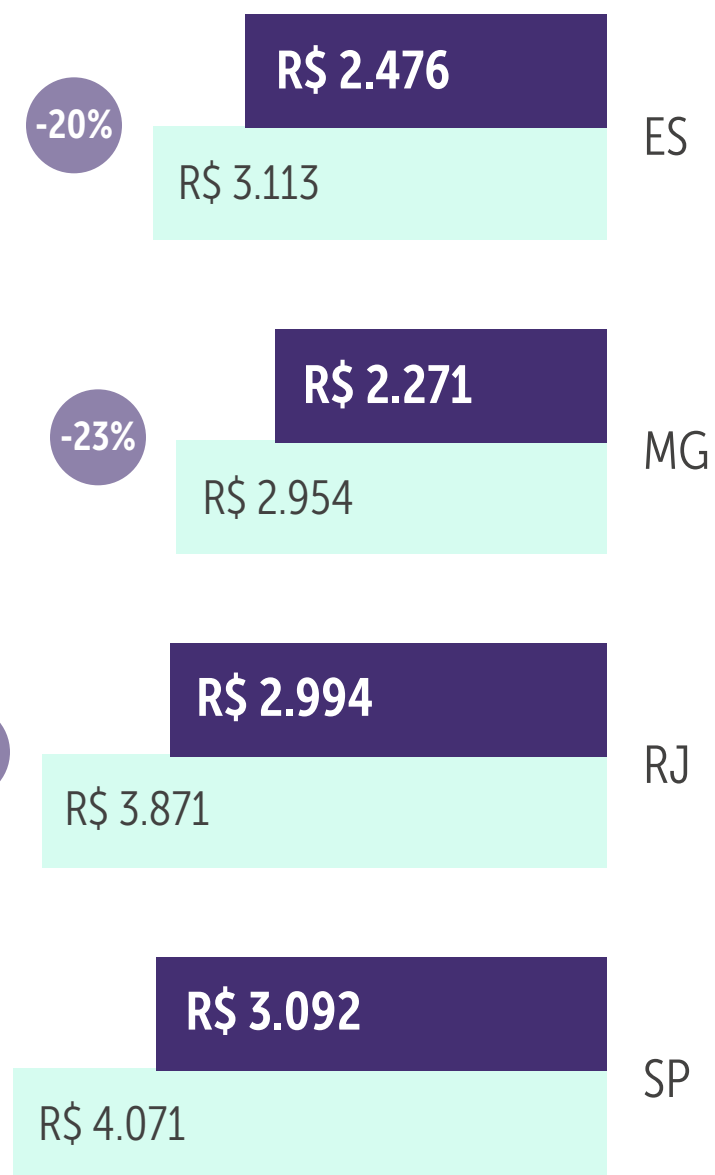 R$ 2.476
-20%
ES
R$ 3.113
R$ 2.271
-23%
MG
R$ 2.954
R$ 2.994
RJ
R$ 3.871
R$ 3.092
SP
R$ 4.071